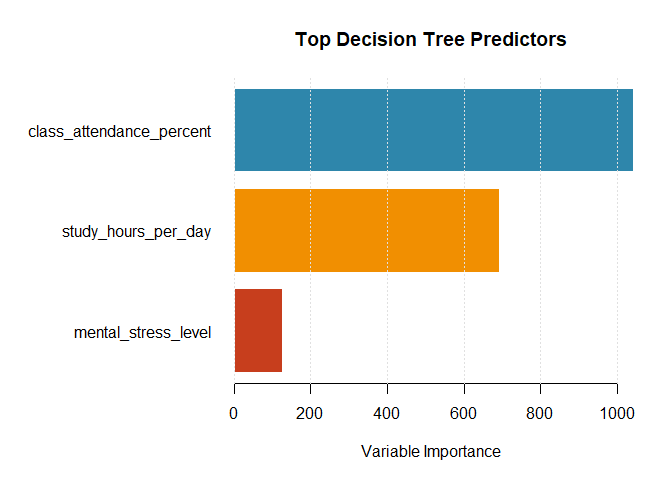 Top Decision Tree Predictors
class_attendance_percent
study_hours_per_day
mental_stress_level
0 200 400 600 800 1000
Variable Importance